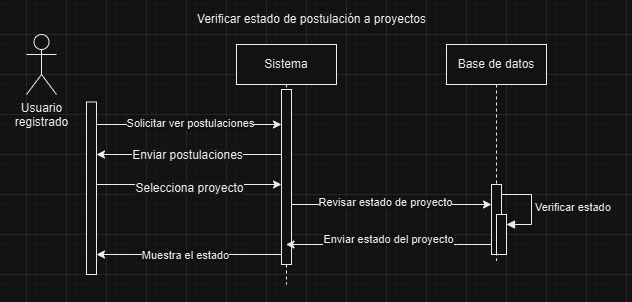 Verificar estado de postulación a proyectos
Sistema
Base de datos
Usuario
registrado
Solicitar ver postulaciones
Enviar postulaciones
Selecciona proyecto
Revisar estado de proyecto
Verificar estado
Enviar estado del proyecto
Muestra el estado